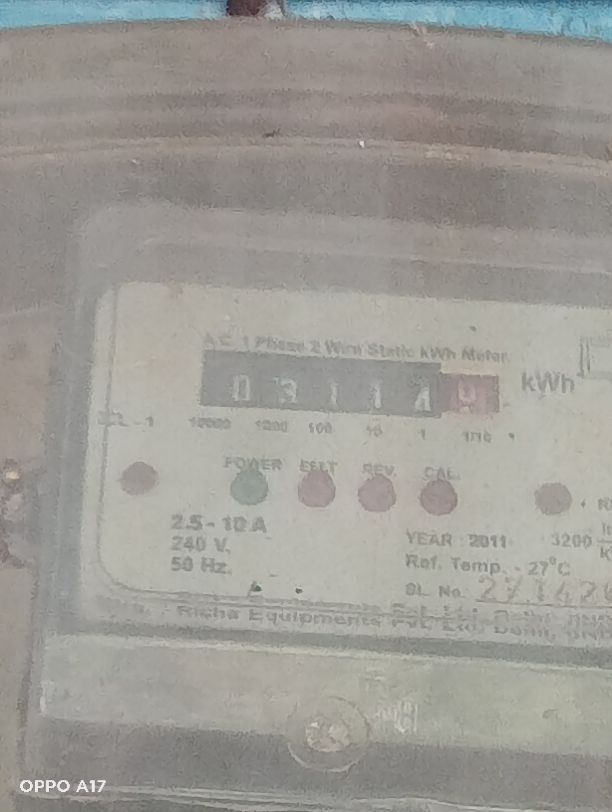 A.C. 1 Phase 2 Wire Static kWh Meter
0 3 1 1 4
kWh
10000 1000 100 10 1 1/10
POWER E/LT REV. CAL.
2.5 - 10 A
240 V.
50 Hz.
YEAR : 2011 3200
Ref. Temp. - 27°C
SL. No.
Richa Equipments Pvt. Ltd. Delhi,
OPPO A17